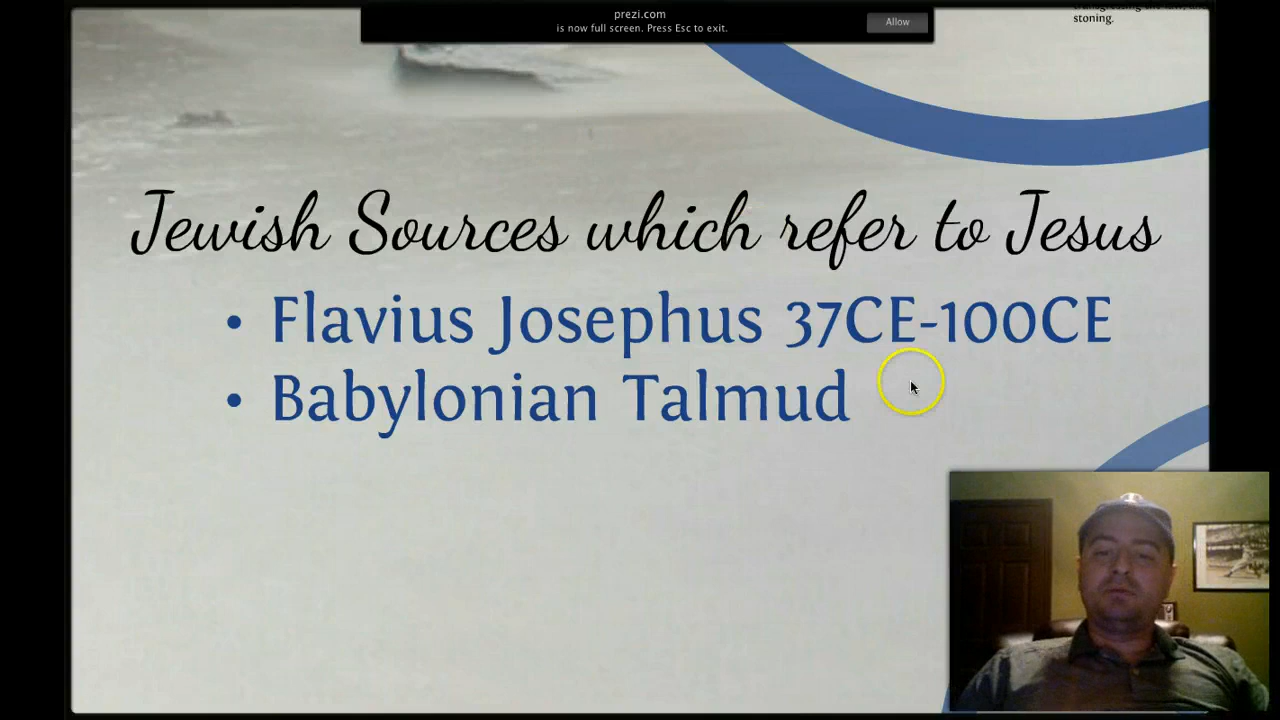 prezi.com
is now full screen. Press Esc to exit.
Allow
stoning.
Jewish Sources which refer to Jesus
• Flavius Josephus 37CE-100CE
• Babylonian Talmud